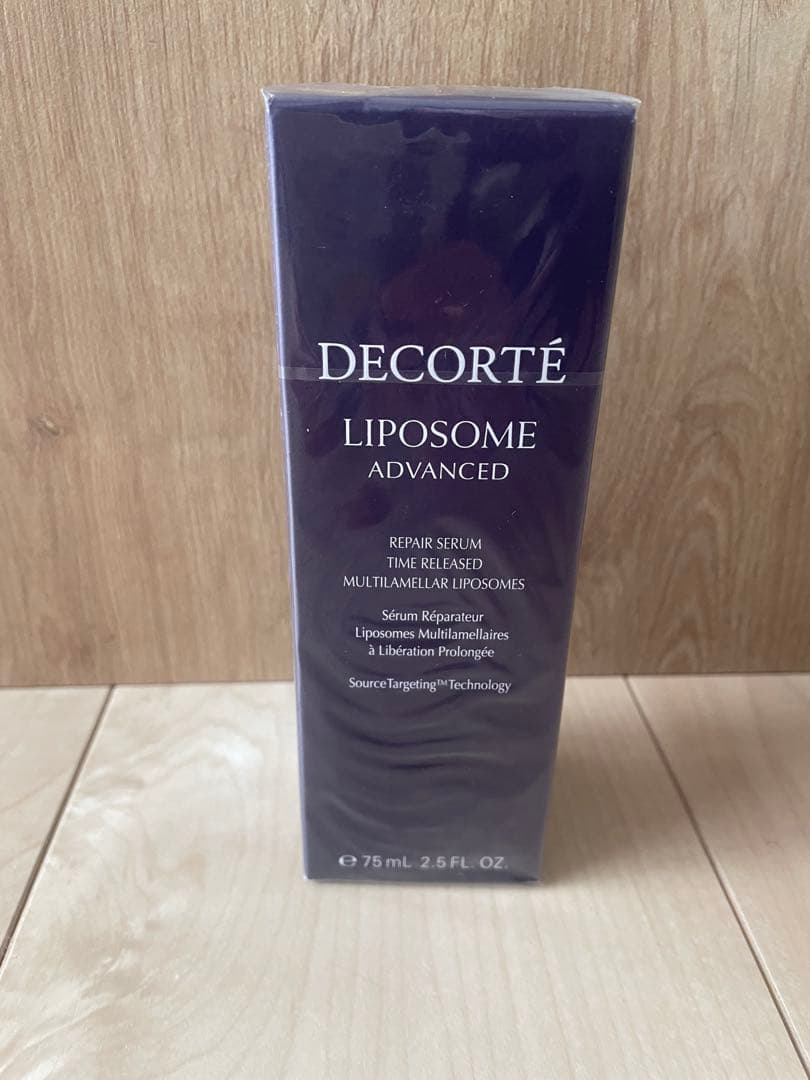 DECORTÉ
LIPOSOME
ADVANCED
REPAIR SERUM
TIME RELEASED
MULTILAMELLAR LIPOSOMES
Sérum Réparateur
Liposomes Multilamellaires
à Libération Prolongée
SourceTargeting™ Technology
℮ 75 mL 2.5 FL. OZ.